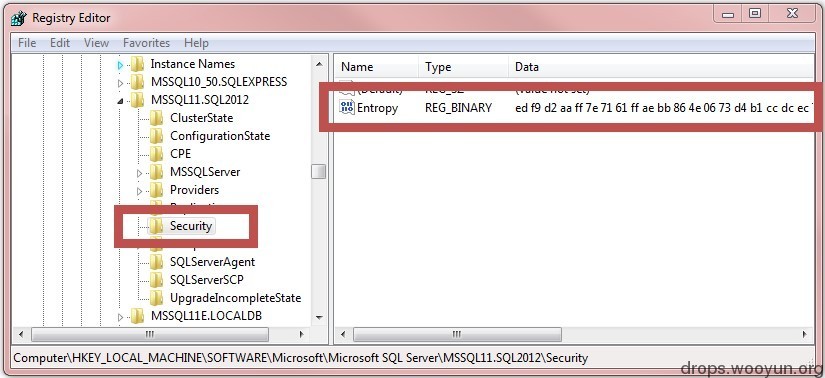 Registry Editor
File Edit View Favorites Help
Instance Names
MSSQL10_50.SQLEXPRESS
MSSQL11.SQL2012
ClusterState
ConfigurationState
CPE
MSSQLServer
Providers
Security
SQLServerAgent
SQLServerSCP
UpgradeIncompleteState
MSSQL11E.LOCALDB
Name Type Data
(Default) REG_SZ (value not set)
Entropy REG_BINARY ed f9 d2 aa ff 7e 71 61 ff ae bb 86 4e 06 73 d4 b1 cc dc ec
Computer\HKEY_LOCAL_MACHINE\SOFTWARE\Microsoft\Microsoft SQL Server\MSSQL11.SQL2012\Security
drops.wooyun.org